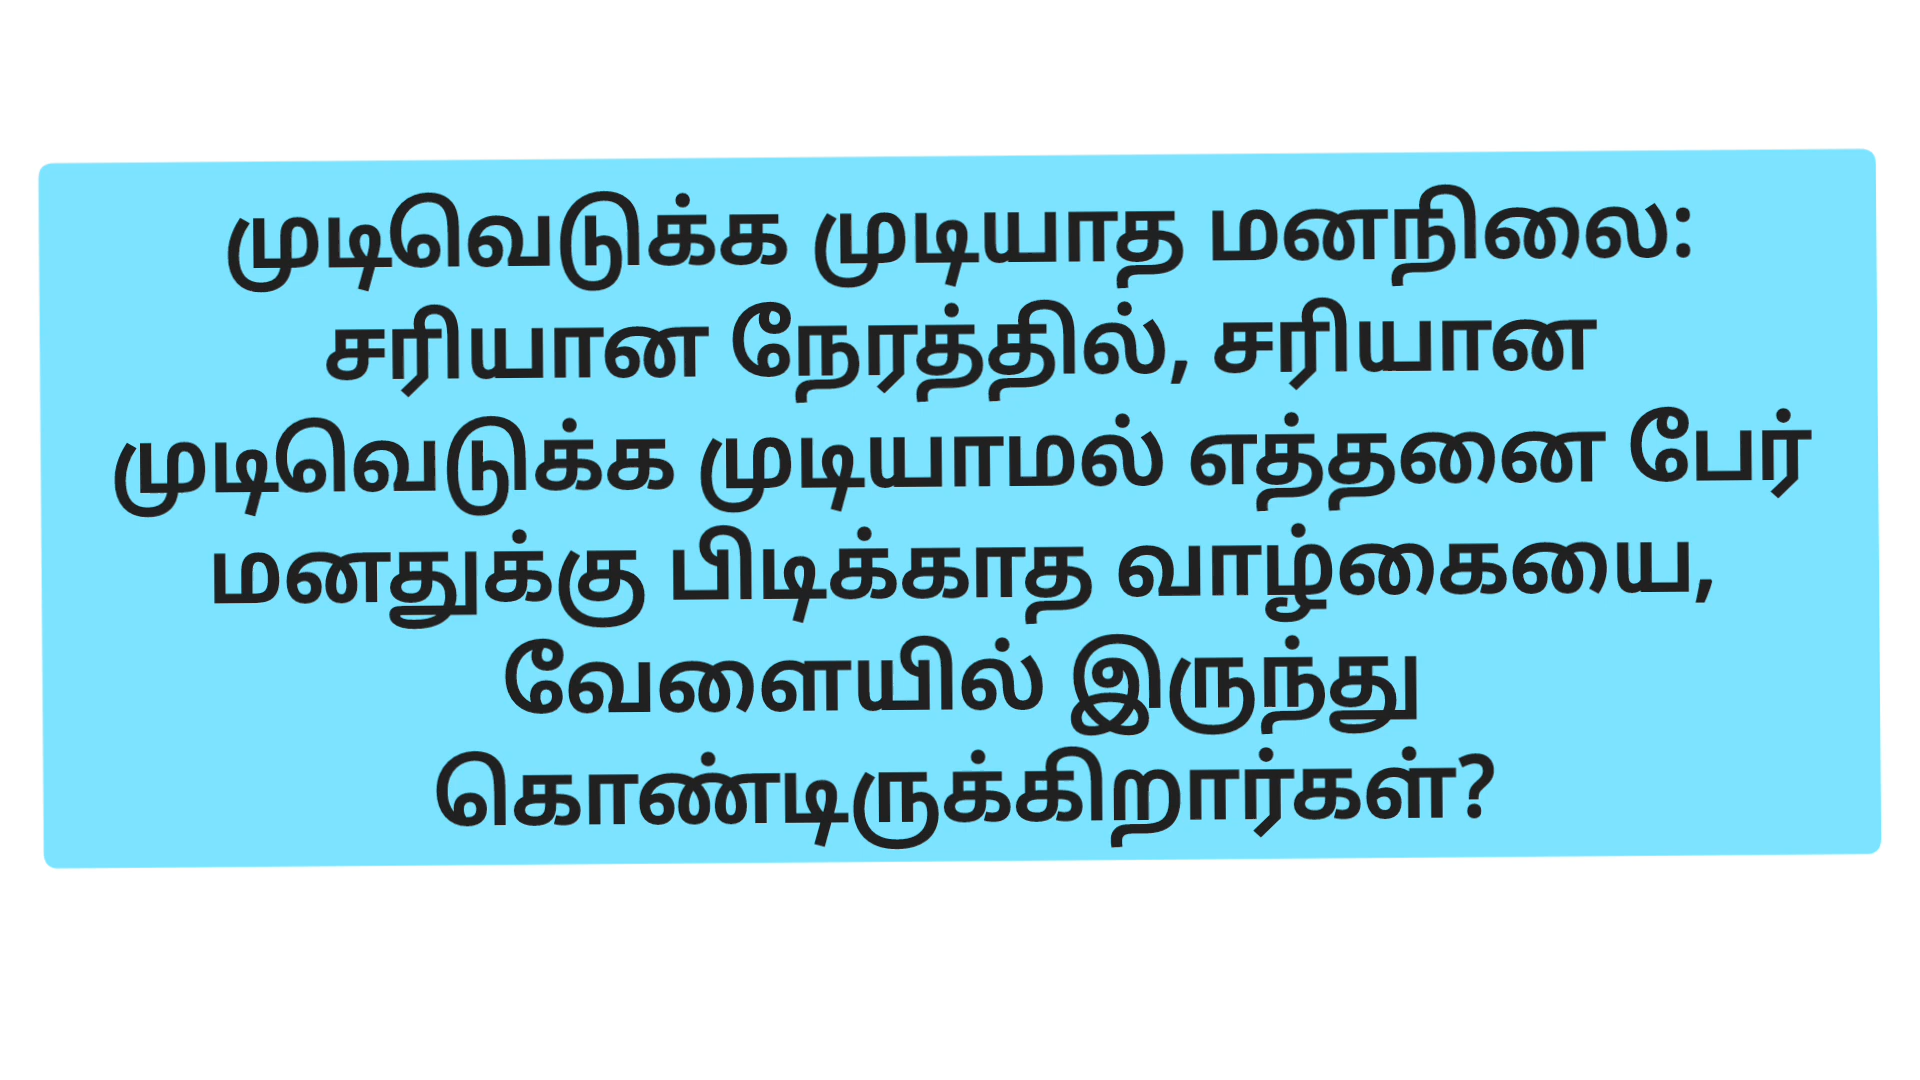 முடிவெடுக்க முடியாத மனநிலை:
சரியான நேரத்தில், சரியான
முடிவெடுக்க முடியாமல் எத்தனை பேர்
மனதுக்கு பிடிக்காத வாழ்கையை,
வேளையில் இருந்து
கொண்டிருக்கிறார்கள்?